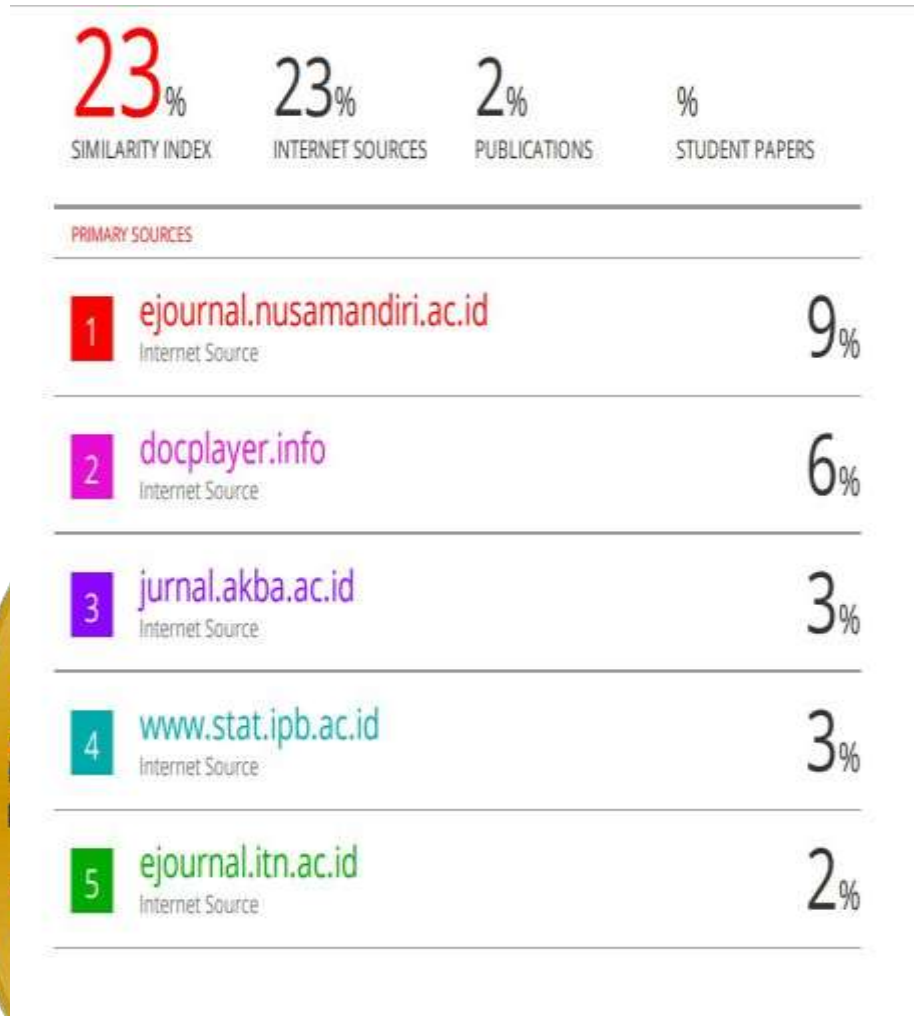 23% 23% 2% %
SIMILARITY INDEX INTERNET SOURCES PUBLICATIONS STUDENT PAPERS
PRIMARY SOURCES
1 ejournal.nusamandiri.ac.id 9%
Internet Source
2 docplayer.info 6%
Internet Source
3 jurnal.akba.ac.id 3%
Internet Source
4 www.stat.ipb.ac.id 3%
Internet Source
5 ejournal.itn.ac.id 2%
Internet Source